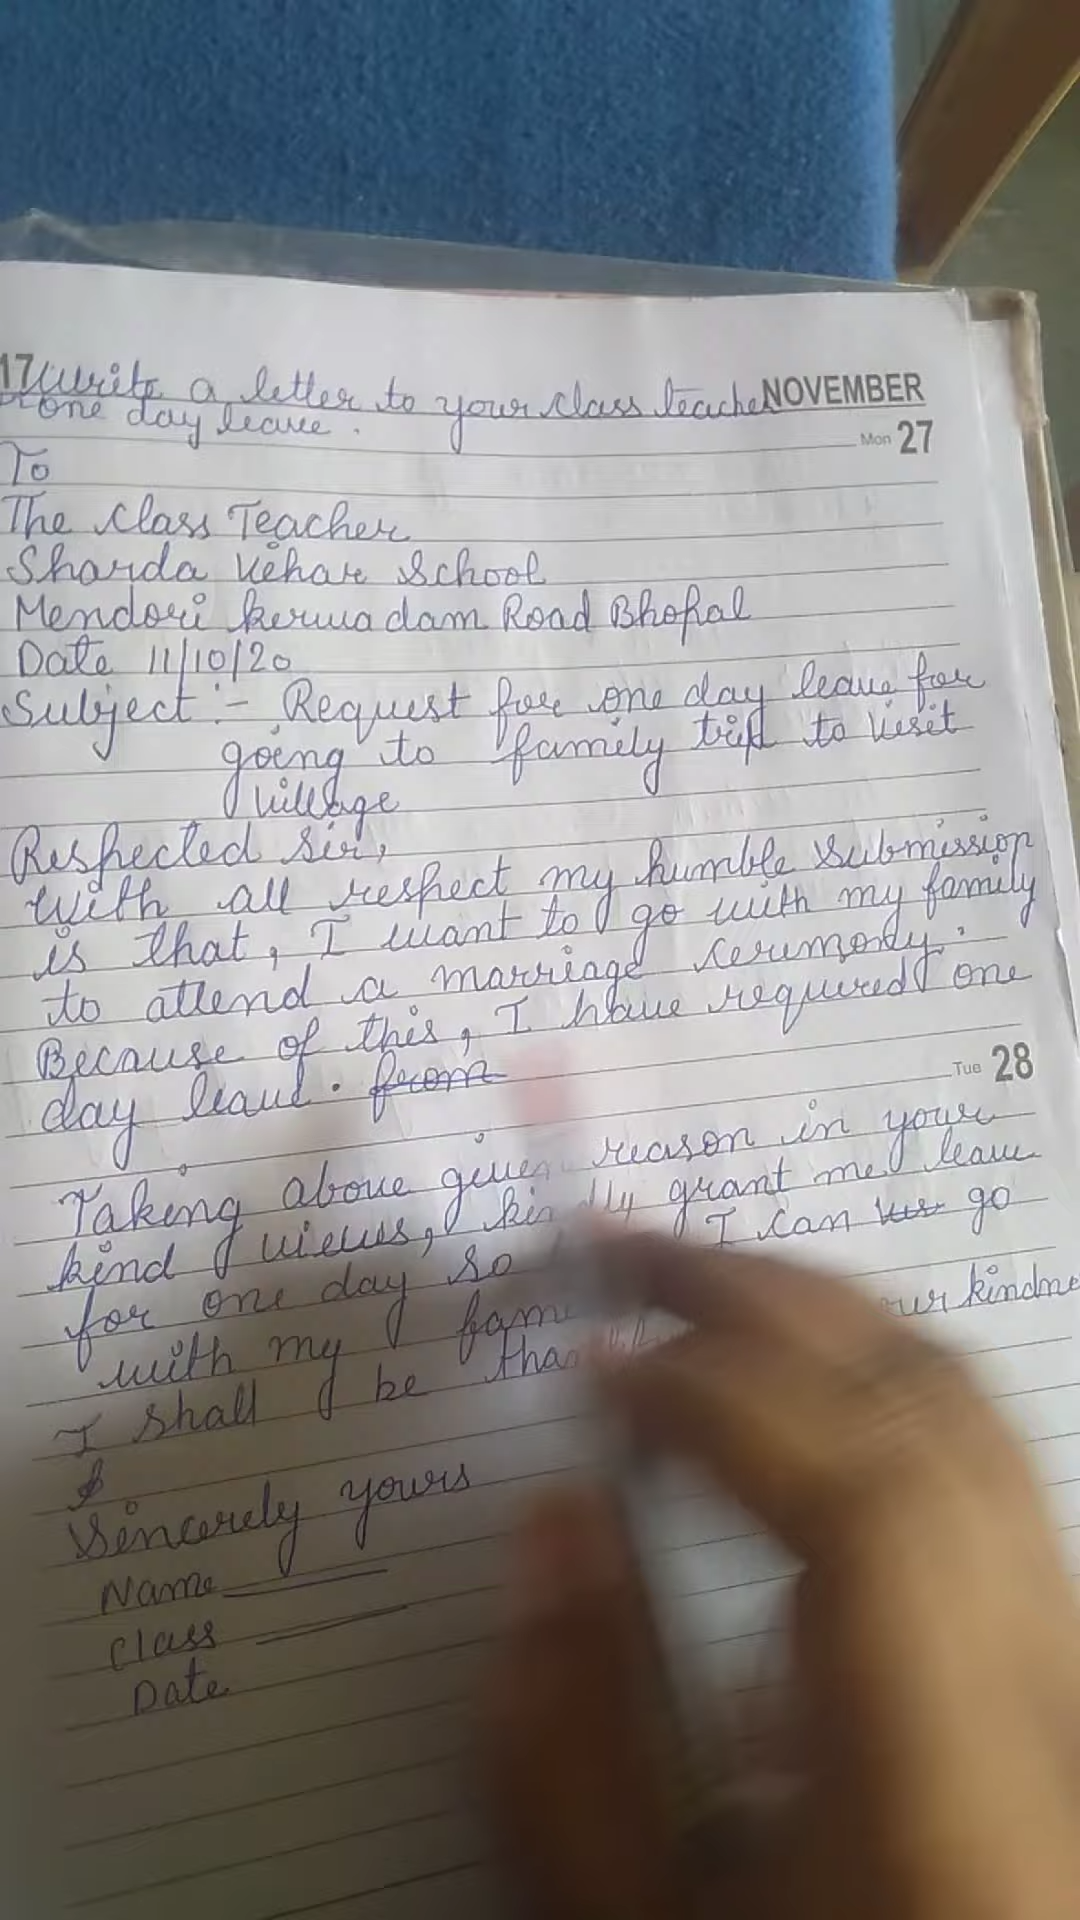 17 Write a letter to your class teacher NOVEMBER
one day leave.
Mon 27
To
The Class Teacher
Sharda Vihar School
Mendori kerwa dam Road Bhopal
Date 11/10/20
Subject :- Request for one day leave for
going to family trip to visit
village
Respected Sir,
With all respect my humble submission
is that, I want to go with my family
to attend a marriage ceremony.
Because of this, I have required one
day leave. from
Tue 28
Taking above given reason in your
kind views, kindly grant me leave
for one day so I can go
with my
I shall be
Sincerely yours
Name
Class
Date